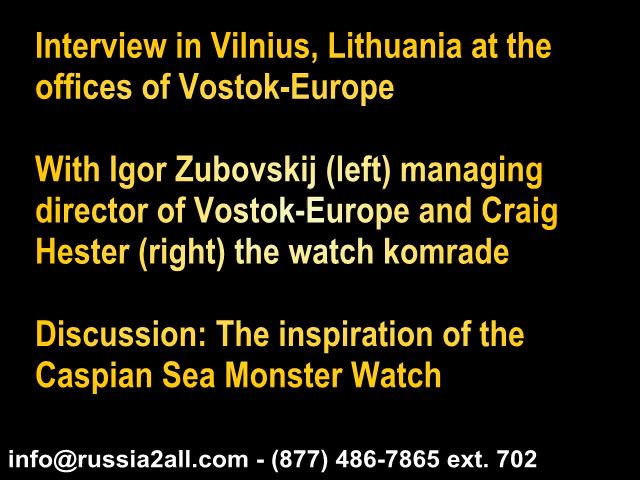 Interview in Vilnius, Lithuania at the
offices of Vostok-Europe
With Igor Zubovskij (left) managing
director of Vostok-Europe and Craig
Hester (right) the watch komrade
Discussion: The inspiration of the
Caspian Sea Monster Watch
info@russia2all.com - (877) 486-7865 ext. 702